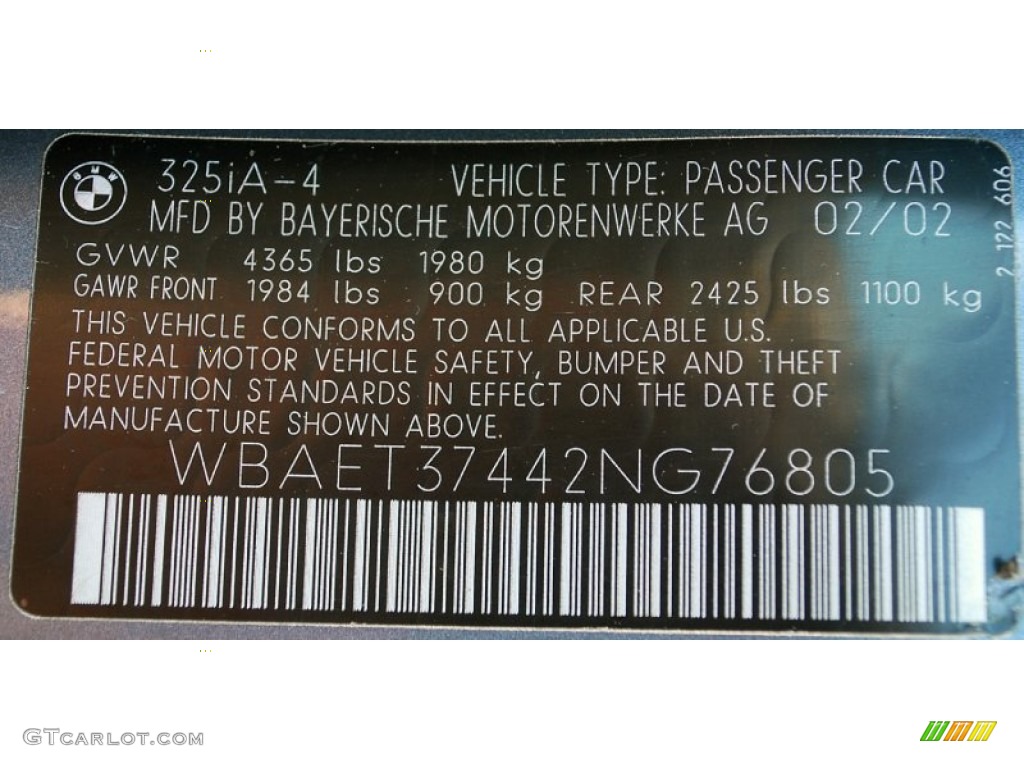 BMW
325iA-4 VEHICLE TYPE: PASSENGER CAR
MFD BY BAYERISCHE MOTORENWERKE AG 02/02
GVWR 4365 lbs 1980 kg
GAWR FRONT 1984 lbs 900 kg REAR 2425 lbs 1100 kg
THIS VEHICLE CONFORMS TO ALL APPLICABLE U.S.
FEDERAL MOTOR VEHICLE SAFETY, BUMPER AND THEFT
PREVENTION STANDARDS IN EFFECT ON THE DATE OF
MANUFACTURE SHOWN ABOVE.
WBAET37442NG76805
2 122 606
GTCARLOT.COM